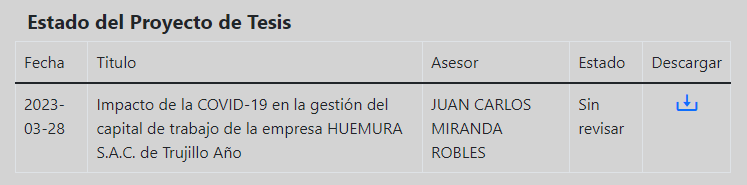 Estado del Proyecto de Tesis
Fecha Titulo Asesor Estado Descargar
2023- Impacto de la COVID-19 en la gestión del JUAN CARLOS Sin
03-28 capital de trabajo de la empresa HUEMURA MIRANDA revisar
S.A.C. de Trujillo Año ROBLES